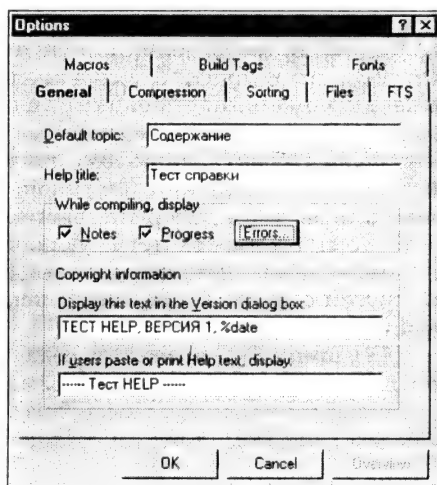 Options
Macros Build Tags Fonts
General Compression Sorting Files FTS
Default topic: Содержание
Help title: Тест справки
While compiling, display
Notes Progress Errors...
Copyright information
Display this text in the Version dialog box:
ТЕСТ HELP, ВЕРСИЯ 1, %date
If users paste or print Help text, display:
------ Тест HELP ------
OK Cancel Overview